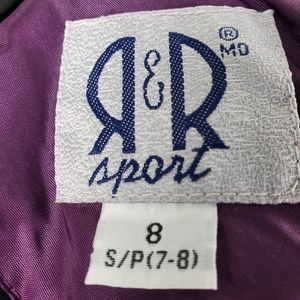 R&R ®
MD
sport
8
S/P(7-8)